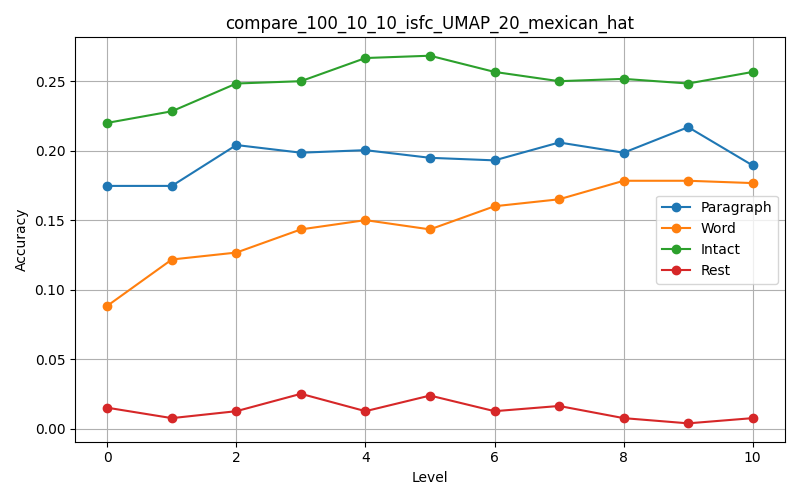 compare_100_10_10_isfc_UMAP_20_mexican_hat
Accuracy
0.25
0.20
0.15
0.10
0.05
0.00
Paragraph
Word
Intact
Rest
0 2 4 6 8 10
Level